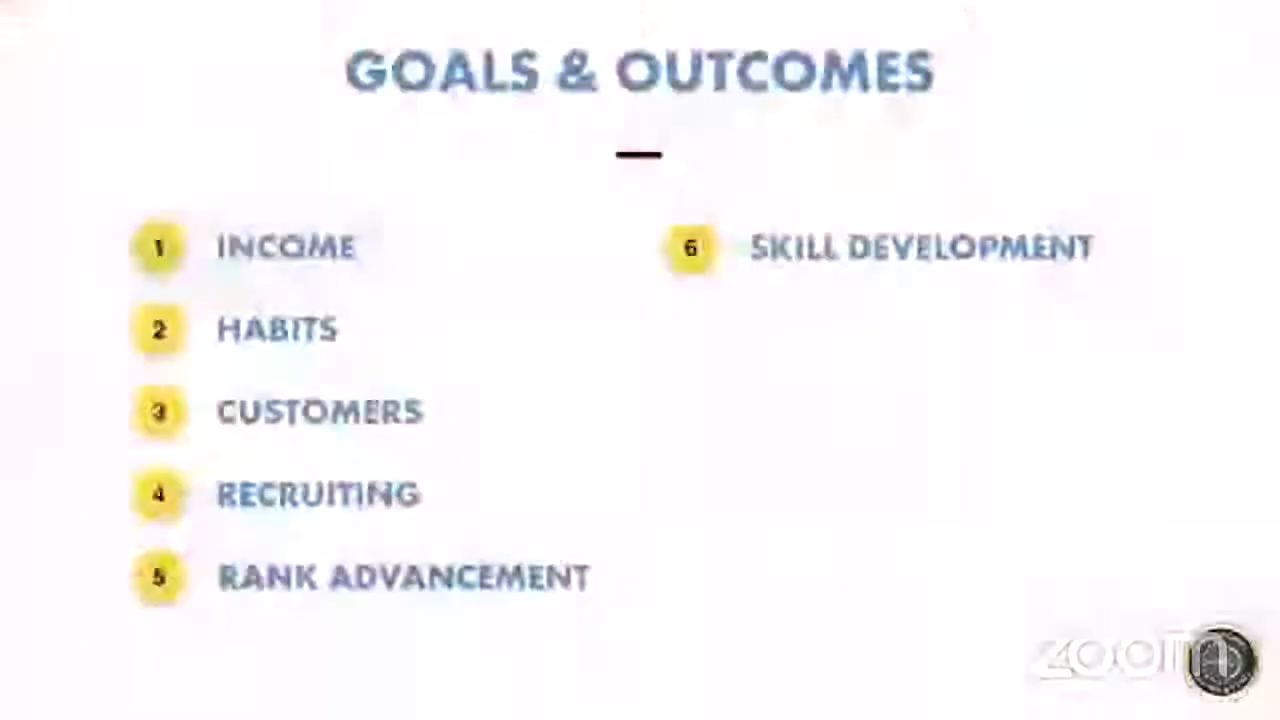 GOALS & OUTCOMES
1 INCOME
2 HABITS
3 CUSTOMERS
4 RECRUITING
5 RANK ADVANCEMENT
6 SKILL DEVELOPMENT
zoom